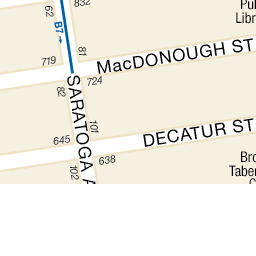 832
Pu
Libr
62
B7
81
MacDONOUGH ST
719
724
82
SARATOGA A
101
DECATUR ST
645
638
102
Bro
Taber
C